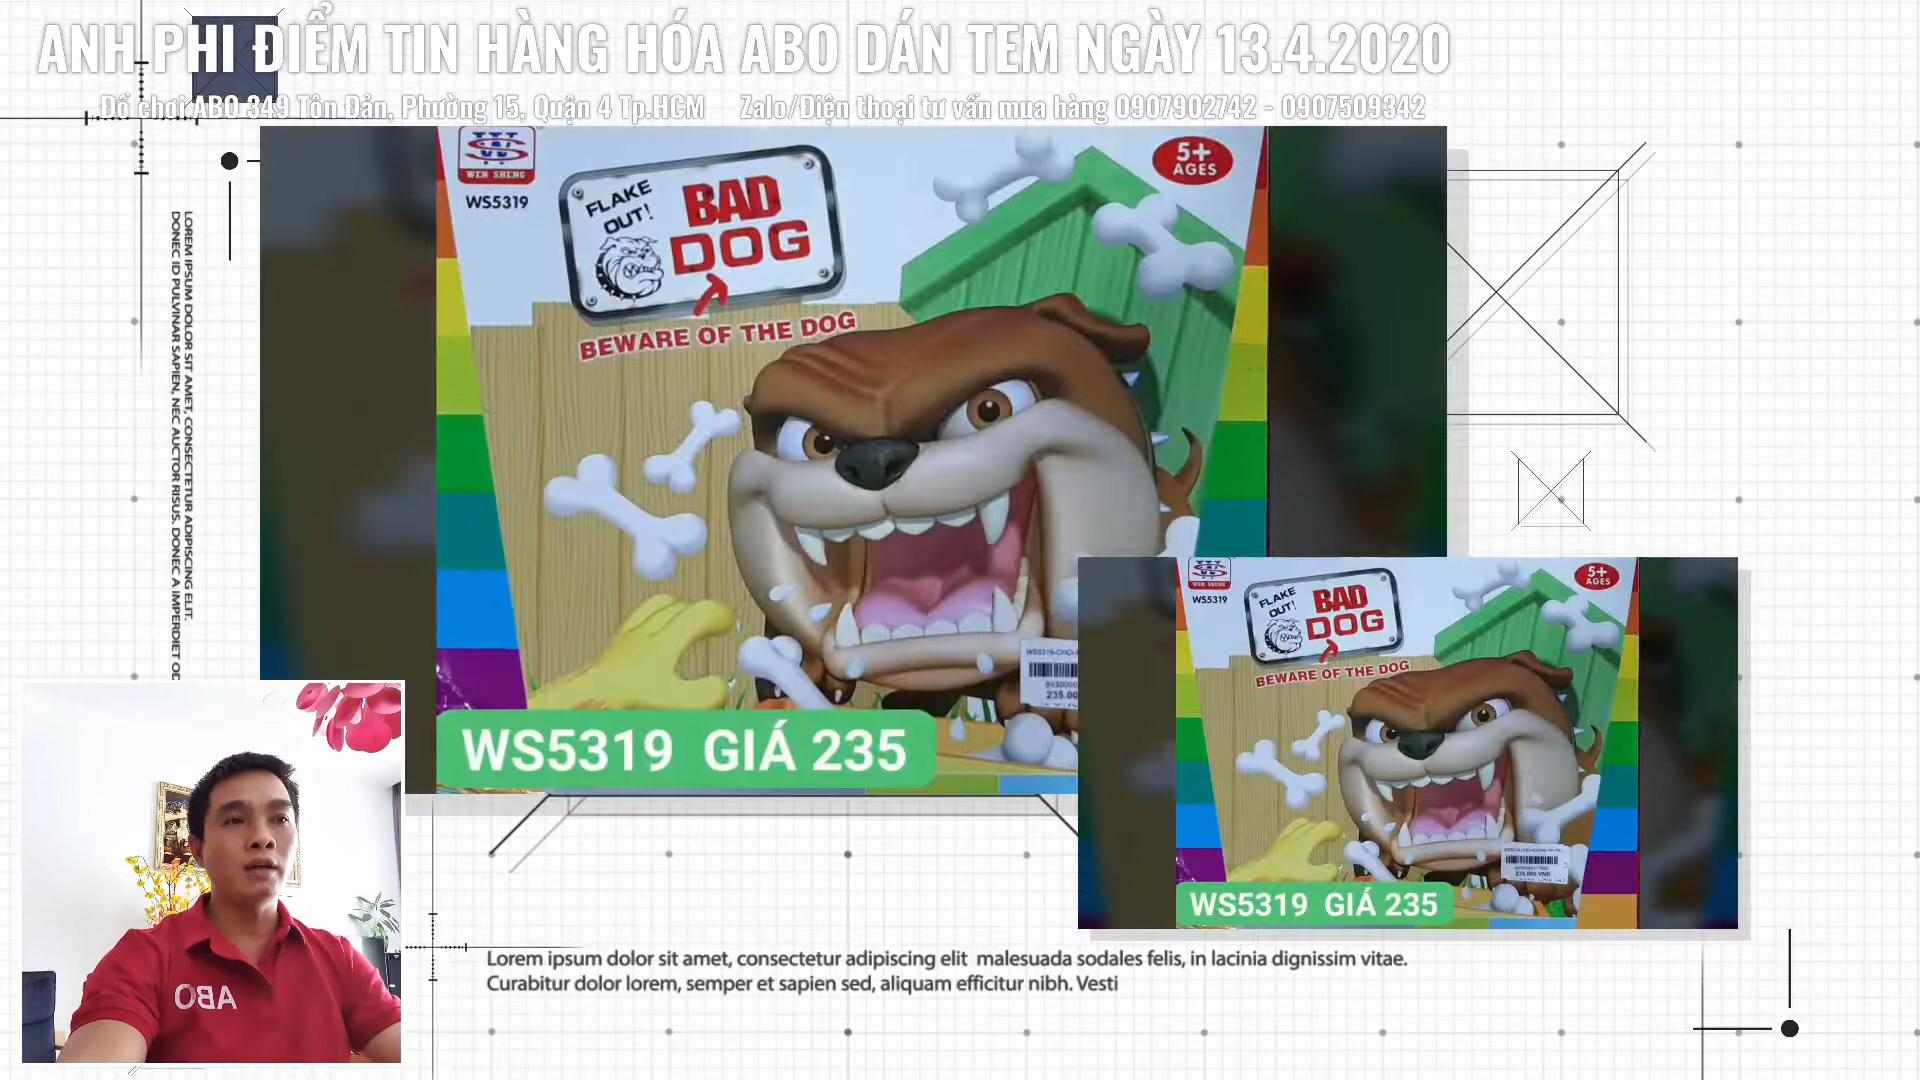 ANH PHI ĐIỂM TIN HÀNG HÓA ABO DÁN TEM NGÀY 13.4.2020
Đồ chơi ABO 349 Tôn Đản, Phường 15, Quận 4 Tp.HCM Zalo/Điện thoại tư vấn mua hàng 0907902742 - 0907509342
LOREM IPSUM DOLOR SIT AMET, CONSECTETUR ADIPISCING ELIT.
DONEC ID PULVINAR SAPIEN, NEC AUCTOR RISUS. DONEC A IMPERDIET OD
WEN SHENG
WS5319
FLAKE
OUT!
BAD
DOG
BEWARE OF THE DOG
5+
AGES
235.00
WS5319 GIÁ 235
WEN SHENG
WS5319
FLAKE
OUT!
BAD
DOG
BEWARE OF THE DOG
5+
AGES
235.000 VND
WS5319 GIÁ 235
ABO
Lorem ipsum dolor sit amet, consectetur adipiscing elit malesuada sodales felis, in lacinia dignissim vitae.
Curabitur dolor lorem, semper et sapien sed, aliquam efficitur nibh. Vesti